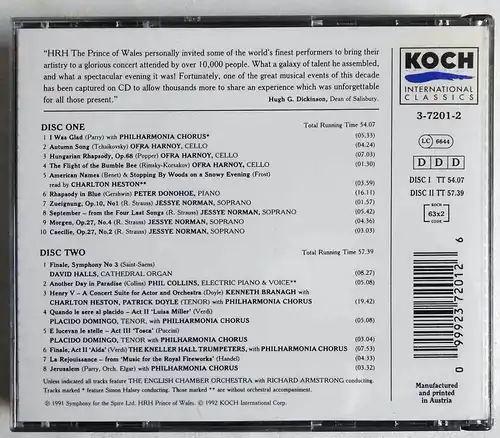 "HRH The Prince of Wales personally invited some of the world's finest performers to bring their
artistry to a glorious concert attended by over 10,000 people. What a galaxy of talent he assembled,
and what a spectacular evening it was! Fortunately, one of the great musical events of this decade
has been captured on CD to allow thousands more to share an experience which was unforgettable
for all those present."
Hugh G. Dickinson, Dean of Salisbury.
KOCH
INTERNATIONAL
CLASSICS
3-7201-2
LC 6644
D D D
DISC I TT 54.07
DISC II TT 57.39
KOCH
63x2
CODE
DISC ONE Total Running Time 54.07
1 I Was Glad (Parry) with PHILHARMONIA CHORUS* (05.33)
2 Autumn Song (Tchaikovsky) OFRA HARNOY, CELLO (04.24)
3 Hungarian Rhapsody, Op.68 (Popper) OFRA HARNOY, CELLO (07.03)
4 The Flight of the Bumble Bee (Rimsky-Korsakov) OFRA HARNOY, CELLO (01.30)
5 American Names (Benet) & Stopping By Woods on a Snowy Evening (Frost)
read by CHARLTON HESTON** (03.59)
6 Rhapsody in Blue (Gershwin) PETER DONOHOE, PIANO (16.11)
7 Zueignung, Op.10, No1 (R. Strauss) JESSYE NORMAN, SOPRANO (01.57)
8 September – from the Four Last Songs (R. Strauss) JESSYE NORMAN, SOPRANO (05.42)
9 Morgen, Op.27, No.4 (R. Strauss) JESSYE NORMAN, SOPRANO (04.36)
10 Caecilie, Op.27, No.2 (R. Strauss) JESSYE NORMAN, SOPRANO (03.03)
DISC TWO Total Running Time 57.39
1 Finale, Symphony No 3 (Saint-Saens)
DAVID HALLS, CATHEDRAL ORGAN (08.27)
2 Another Day in Paradise (Collins) PHIL COLLINS, ELECTRIC PIANO & VOICE** (05.08)
3 Henry V – A Concert Suite for Actor and Orchestra (Doyle) KENNETH BRANAGH with
CHARLTON HESTON, PATRICK DOYLE (TENOR) with PHILHARMONIA CHORUS (19.42)
4 Quando le sere al placido – Act II 'Luisa Miller' (Verdi)
PLACIDO DOMINGO, TENOR, with PHILHARMONIA CHORUS (05.08)
5 E lucevan le stelle – Act III 'Tosca' (Puccini)
PLACIDO DOMINGO, TENOR with PHILHARMONIA CHORUS (03.04)
6 Finale, Act II 'Aida' (Verdi) THE KNELLER HALL TRUMPETERS, with PHILHARMONIA CHORUS (07.53)
7 La Rejouissance – from 'Music for the Royal Fireworks' (Handel) (04.33)
8 Jerusalem (Parry, Orch. Elgar) with PHILHARMONIA CHORUS (03.32)
Unless indicated all tracks feature THE ENGLISH CHAMBER ORCHESTRA with RICHARD ARMSTRONG conducting.
Tracks marked * feature Simon Halsey conducting. Those marked ** are without orchestral accompaniment.
℗ 1991 Symphony for the Spire Ltd. HRH Prince of Wales. © 1992 KOCH International Corp.
0 99923 72012 6
Manufactured
and printed
in Austria